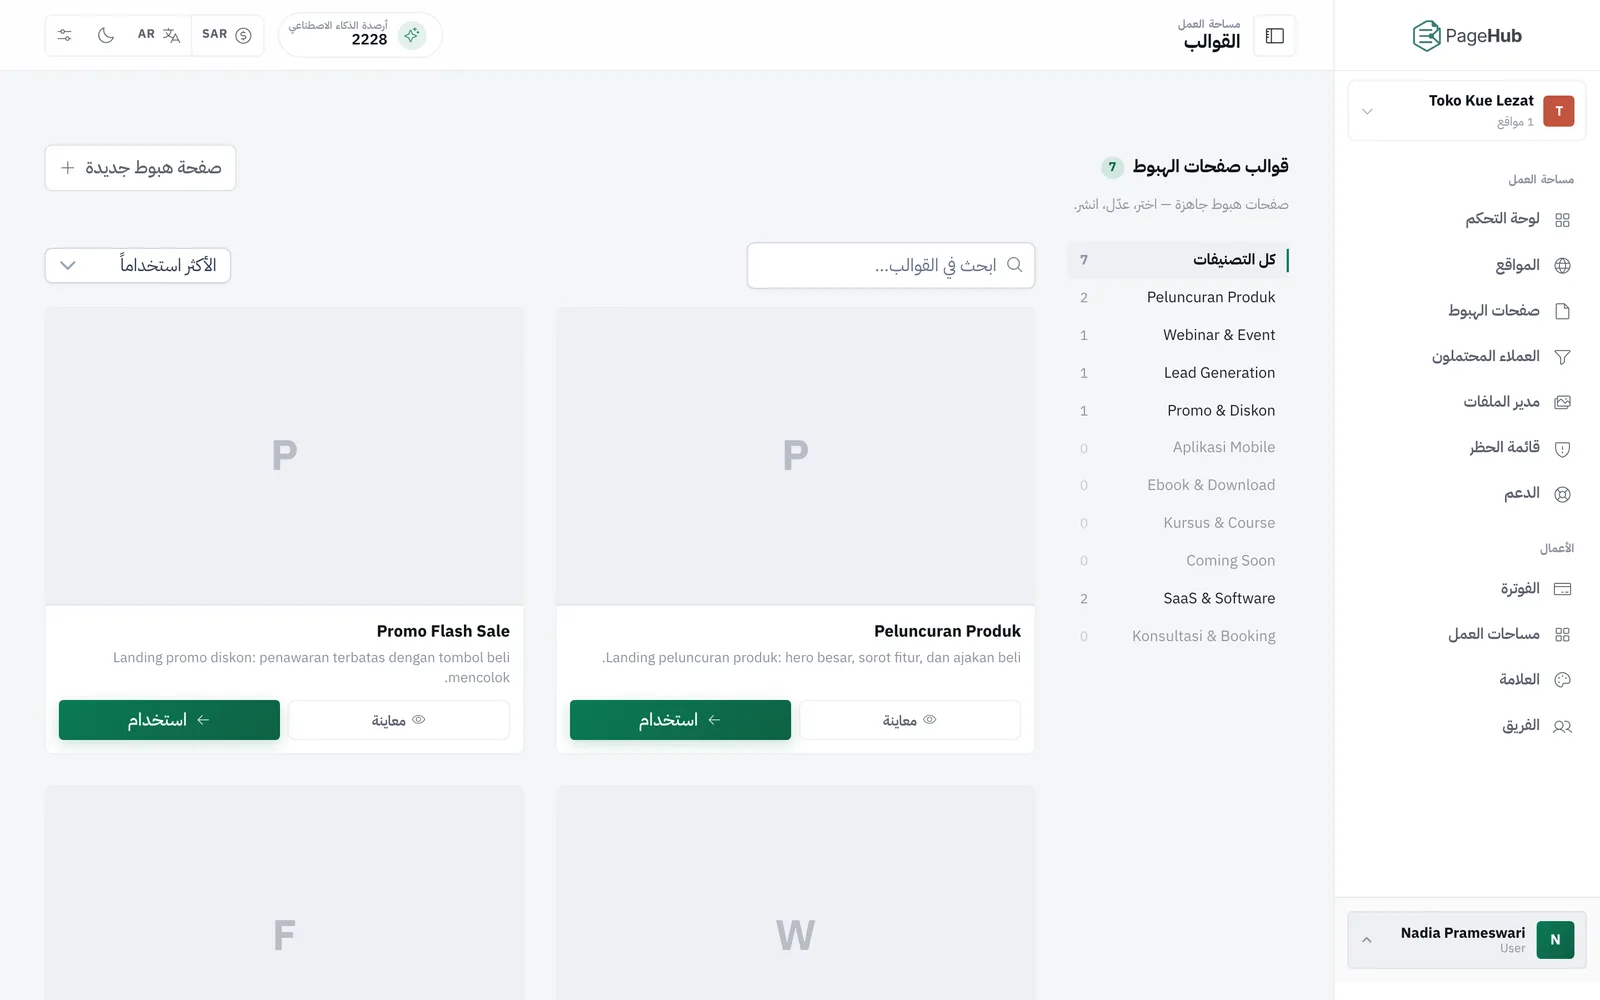 PageHub
Toko Kue Lezat
1 مواقع
T
مساحة العمل
لوحة التحكم
المواقع
صفحات الهبوط
العملاء المحتملون
مدير الملفات
قائمة الحظر
الدعم
الأعمال
الفوترة
مساحات العمل
العلامة
الفريق
Nadia Prameswari
User
N
مساحة العمل
القوالب
أرصدة الذكاء الاصطناعي
2228
SAR
AR
قوالب صفحات الهبوط 7
صفحات هبوط جاهزة — اختر، عدّل، انشر.
صفحة هبوط جديدة
كل التصنيفات 7
Peluncuran Produk 2
Webinar & Event 1
Lead Generation 1
Promo & Diskon 1
Aplikasi Mobile 0
Ebook & Download 0
Kursus & Course 0
Coming Soon 0
SaaS & Software 2
Konsultasi & Booking 0
ابحث في القوالب...
الأكثر استخداماً
P
Peluncuran Produk
Landing peluncuran produk: hero besar, sorot fitur, dan ajakan beli.
معاينة
استخدام
P
Promo Flash Sale
Landing promo diskon: penawaran terbatas dengan tombol beli
mencolok.
معاينة
استخدام
W
F